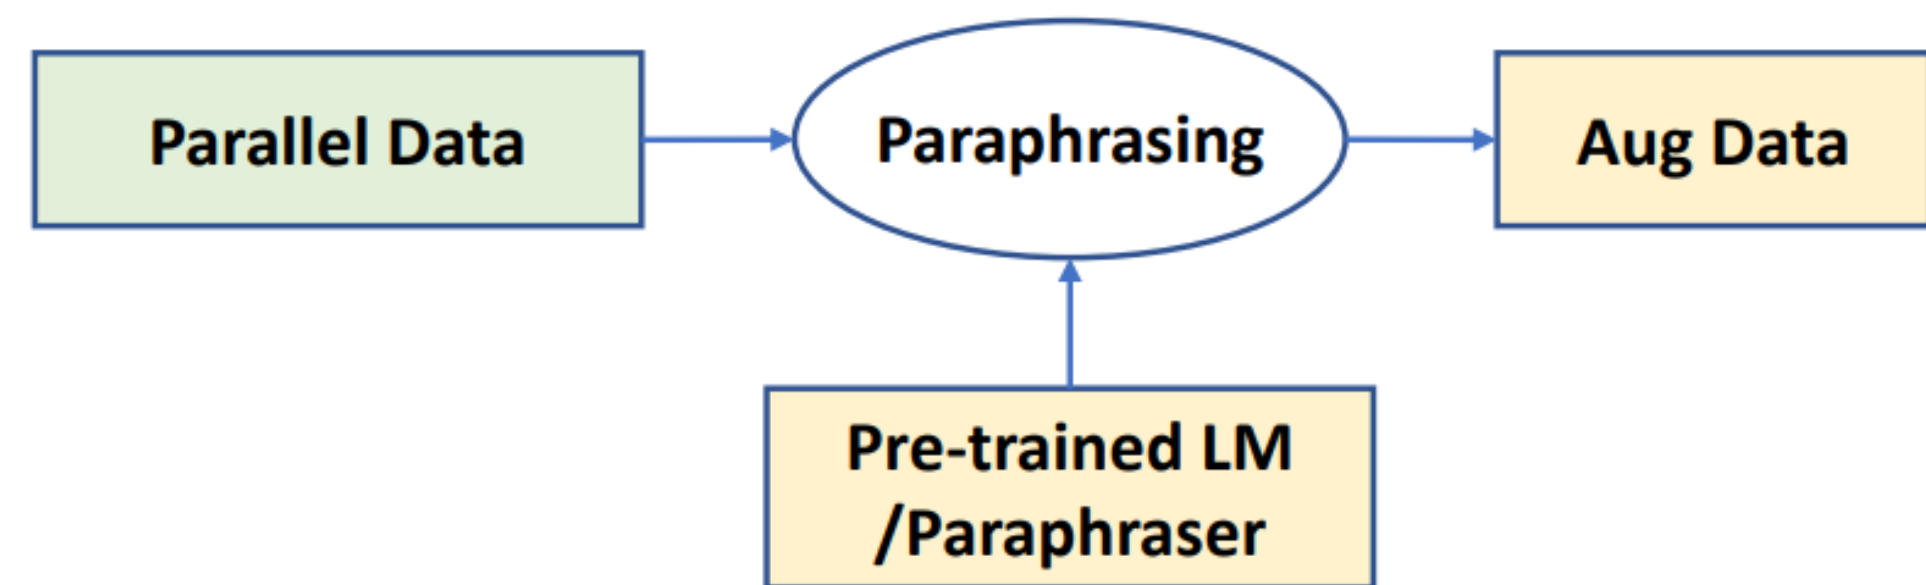 Parallel Data
Paraphrasing
Aug Data
Pre-trained LM
/Paraphraser